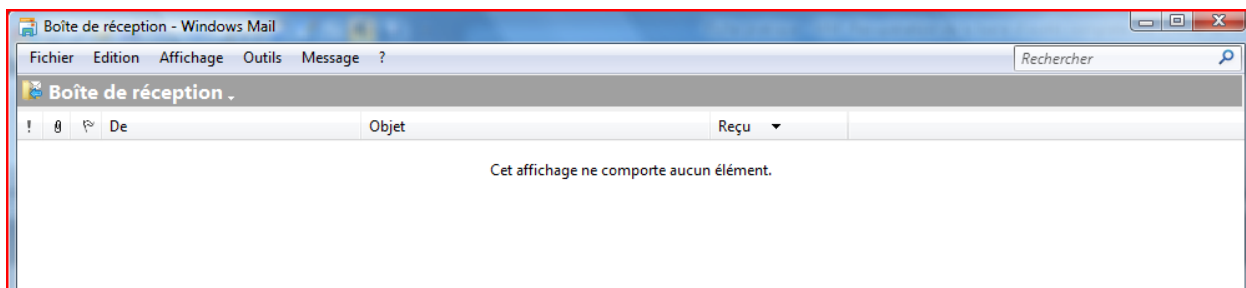 Boîte de réception - Windows Mail
Fichier Edition Affichage Outils Message ?
Rechercher
Boîte de réception
! De Objet Reçu
Cet affichage ne comporte aucun élément.